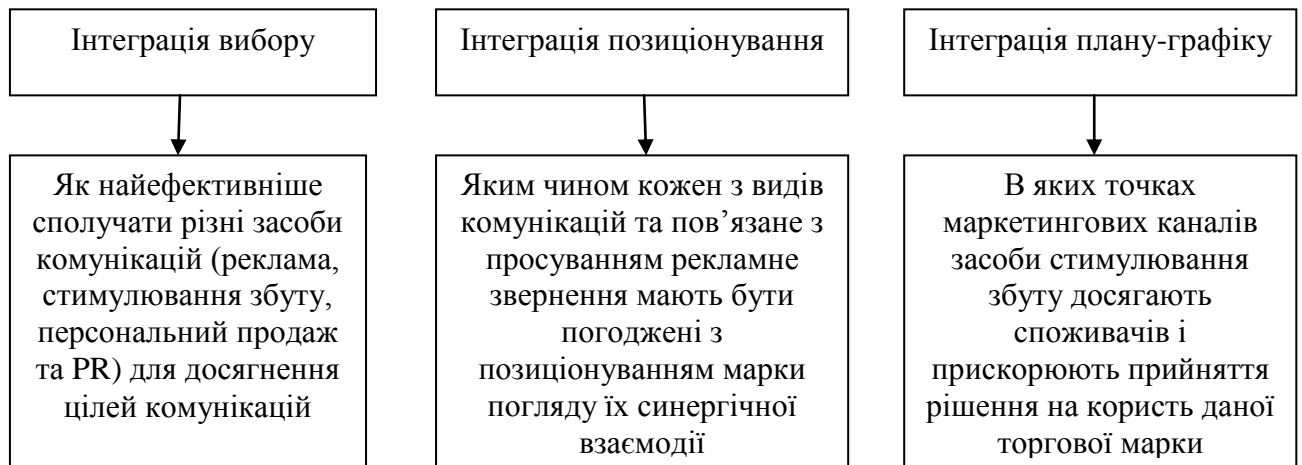 Інтеграція вибору
Інтеграція позиціонування
Інтеграція плану-графіку
Як найефективніше
сполучати різні засоби
комунікацій (реклама,
стимулювання збуту,
персональний продаж
та PR) для досягнення
цілей комунікацій
Яким чином кожен з видів
комунікацій та пов’язане з
просуванням рекламне
звернення мають бути
погоджені з
позиціонуванням марки
погляду їх синергічної
взаємодії
В яких точках
маркетингових каналів
засоби стимулювання
збуту досягають
споживачів і
прискорюють прийняття
рішення на користь даної
торгової марки